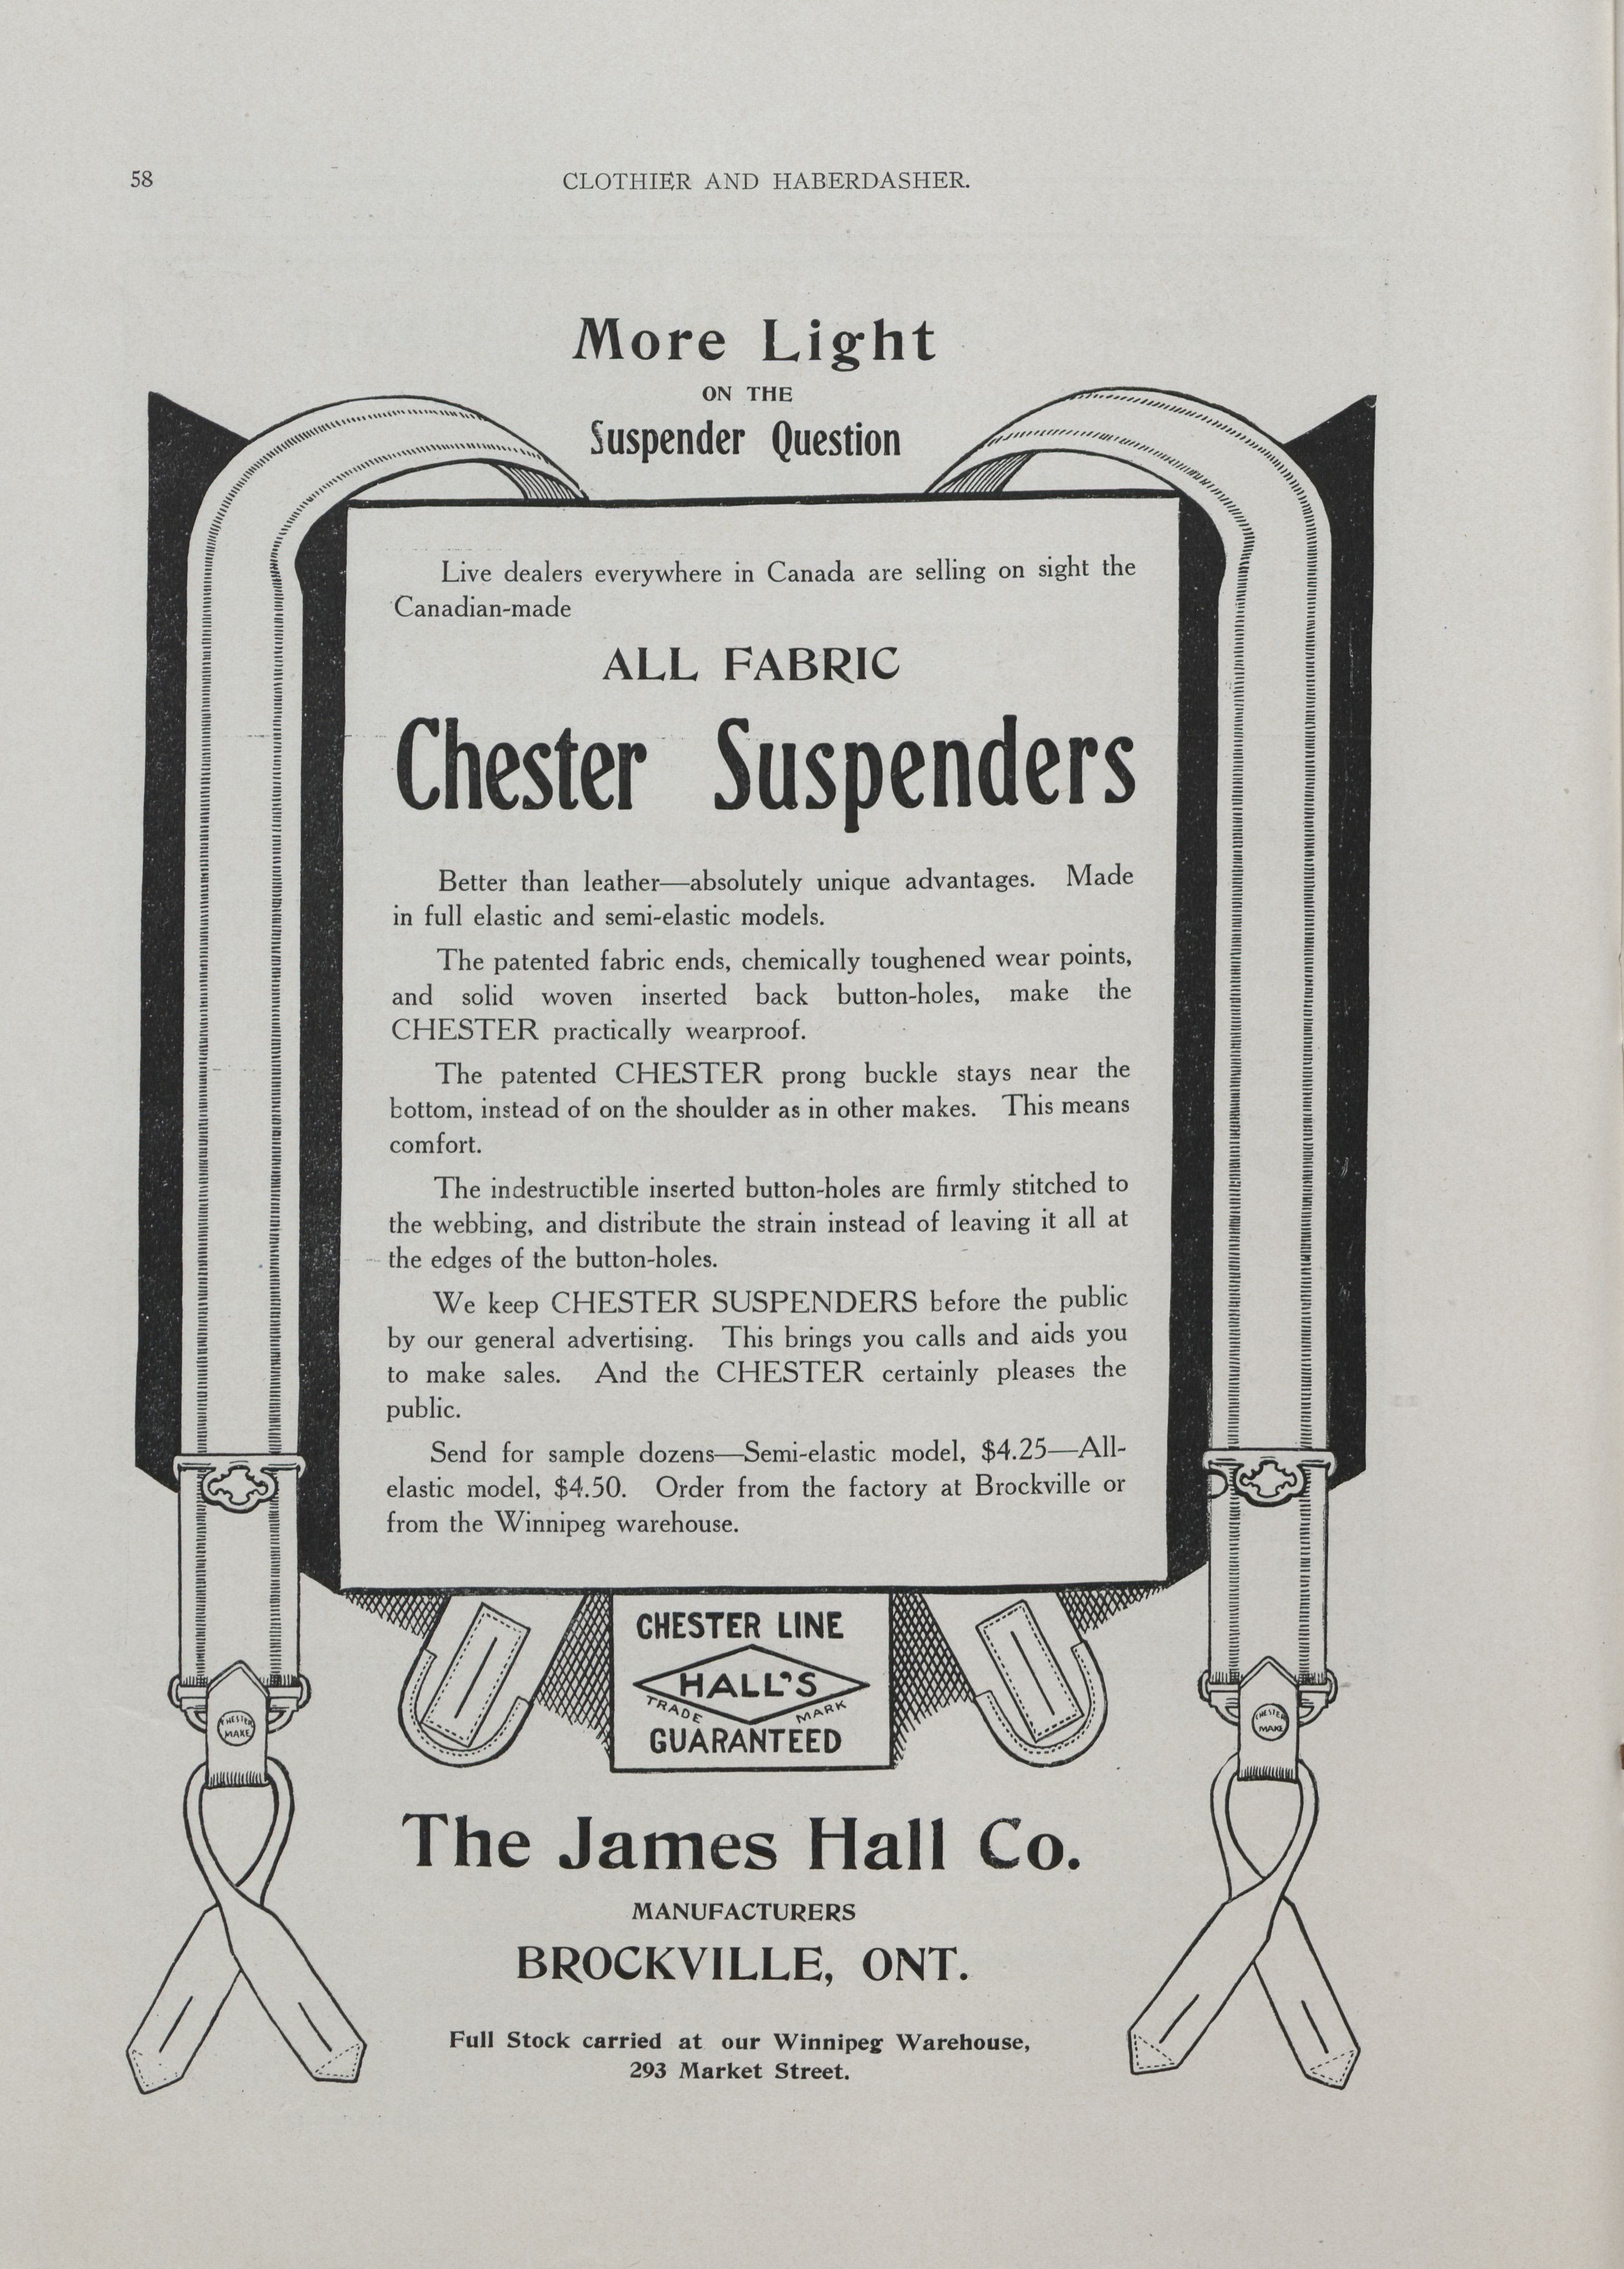 58
CLOTHIER AND HABERDASHER.
More Light
ON THE
Suspender Question
Live dealers everywhere in Canada are selling on sight the
Canadian-made
ALL FABRIC
Chester Suspenders
Better than leather—absolutely unique advantages. Made
in full elastic and semi-elastic models.
The patented fabric ends, chemically toughened wear points,
and solid woven inserted back button-holes, make the
CHESTER practically wearproof.
The patented CHESTER prong buckle stays near the
bottom, instead of on the shoulder as in other makes. This means
comfort.
The indestructible inserted button-holes are firmly stitched to
the webbing, and distribute the strain instead of leaving it all at
the edges of the button-holes.
We keep CHESTER SUSPENDERS before the public
by our general advertising. This brings you calls and aids you
to make sales. And the CHESTER certainly pleases the
public.
Send for sample dozens—Semi-elastic model, $4.25—All-
elastic model, $4.50. Order from the factory at Brockville or
from the Winnipeg warehouse.
CHESTER LINE
HALL'S
TRADE MARK
GUARANTEED
CHESTER
MAKE
CHESTER
MAKE
The James Hall Co.
MANUFACTURERS
BROCKVILLE, ONT.
Full Stock carried at our Winnipeg Warehouse,
293 Market Street.